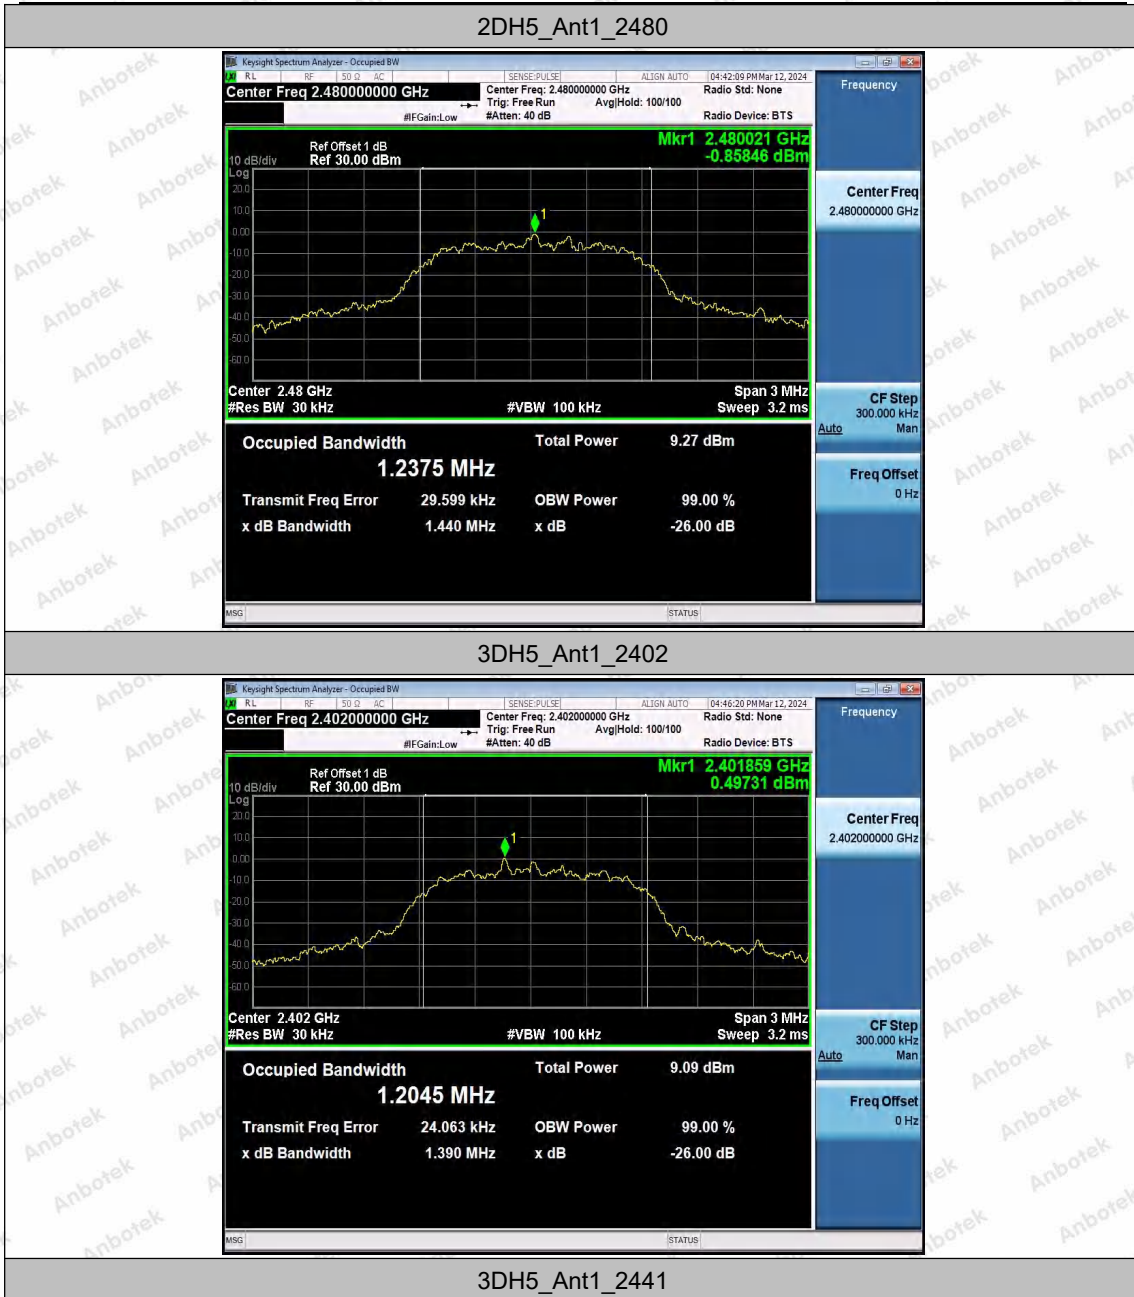 2DH5_Ant1_2480
Keysight Spectrum Analyzer - Occupied BW
LXI RL RF 50 Ω AC SENSE:PULSE ALIGN AUTO 04:42:09 PM Mar 12, 2024
Center Freq 2.480000000 GHz Center Freq: 2.480000000 GHz Radio Std: None Frequency
Trig: Free Run Avg|Hold: 100/100
#IFGain:Low #Atten: 40 dB Radio Device: BTS
Mkr1 2.480021 GHz
Ref Offset 1 dB
10 dB/div Ref 30.00 dBm -0.85846 dBm
Log
20.0
10.0
0.00
-10.0
-20.0
-30.0
-40.0
-50.0
-60.0
1
Center Freq
2.480000000 GHz
Center 2.48 GHz Span 3 MHz
#Res BW 30 kHz #VBW 100 kHz Sweep 3.2 ms
CF Step
300.000 kHz
Auto Man
Occupied Bandwidth Total Power 9.27 dBm
1.2375 MHz
Freq Offset
0 Hz
Transmit Freq Error 29.599 kHz OBW Power 99.00 %
x dB Bandwidth 1.440 MHz x dB -26.00 dB
MSG STATUS
3DH5_Ant1_2402
Keysight Spectrum Analyzer - Occupied BW
LXI RL RF 50 Ω AC SENSE:PULSE ALIGN AUTO 04:46:20 PM Mar 12, 2024
Center Freq 2.402000000 GHz Center Freq: 2.402000000 GHz Radio Std: None Frequency
Trig: Free Run Avg|Hold: 100/100
#IFGain:Low #Atten: 40 dB Radio Device: BTS
Mkr1 2.401859 GHz
Ref Offset 1 dB
10 dB/div Ref 30.00 dBm 0.49731 dBm
Log
20.0
10.0
0.00
-10.0
-20.0
-30.0
-40.0
-50.0
-60.0
1
Center Freq
2.402000000 GHz
Center 2.402 GHz Span 3 MHz
#Res BW 30 kHz #VBW 100 kHz Sweep 3.2 ms
CF Step
300.000 kHz
Auto Man
Occupied Bandwidth Total Power 9.09 dBm
1.2045 MHz
Freq Offset
0 Hz
Transmit Freq Error 24.063 kHz OBW Power 99.00 %
x dB Bandwidth 1.390 MHz x dB -26.00 dB
MSG STATUS
3DH5_Ant1_2441
Anbotek